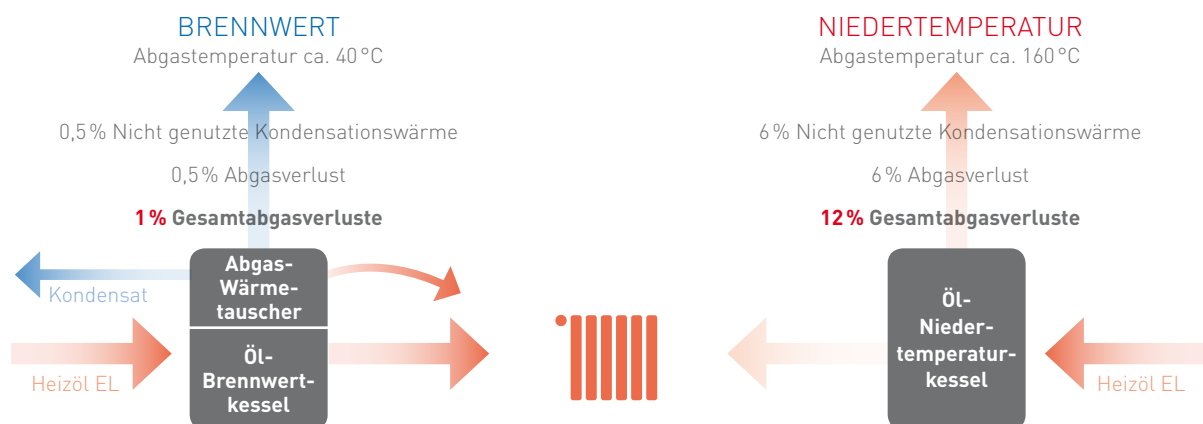 BRENNWERT
Abgastemperatur ca. 40 °C
0,5 % Nicht genutzte Kondensationswärme
0,5 % Abgasverlust
1 % Gesamtabgasverluste
Abgas-
Wärme-
tauscher
Kondensat
Öl-
Brennwert-
kessel
Heizöl EL
NIEDERTEMPERATUR
Abgastemperatur ca. 160 °C
6 % Nicht genutzte Kondensationswärme
6 % Abgasverlust
12 % Gesamtabgasverluste
Öl-
Nieder-
temperatur-
kessel
Heizöl EL